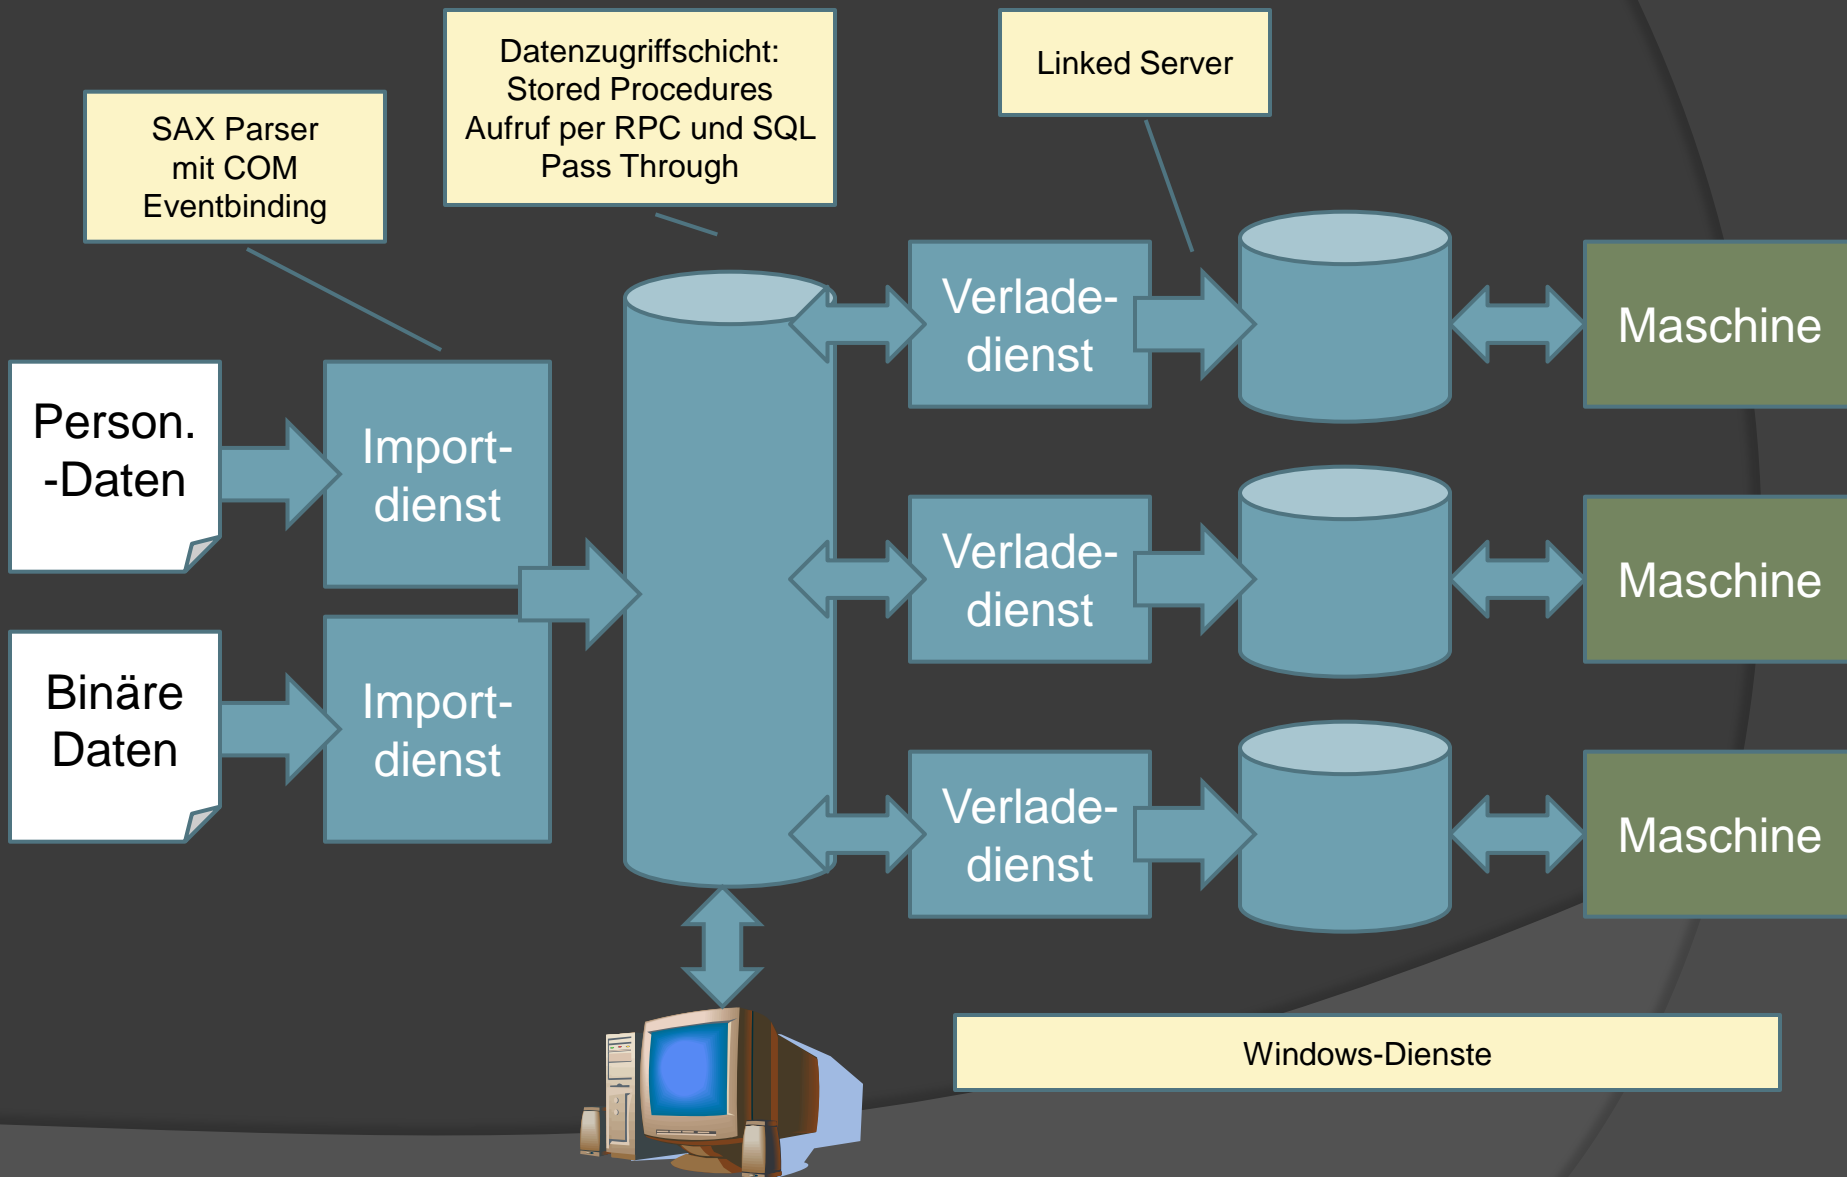 Datenzugriffschicht:
Stored Procedures
Aufruf per RPC und SQL
Pass Through
Linked Server
SAX Parser
mit COM
Eventbinding
Person.
-Daten
Import-
dienst
Binäre
Daten
Import-
dienst
Verlade-
dienst
Maschine
Verlade-
dienst
Maschine
Verlade-
dienst
Maschine
Windows-Dienste